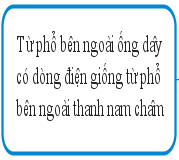 Từ phổ bên ngoài ống dây
có dòng điện giống từ phổ
bên ngoài thanh nam châm